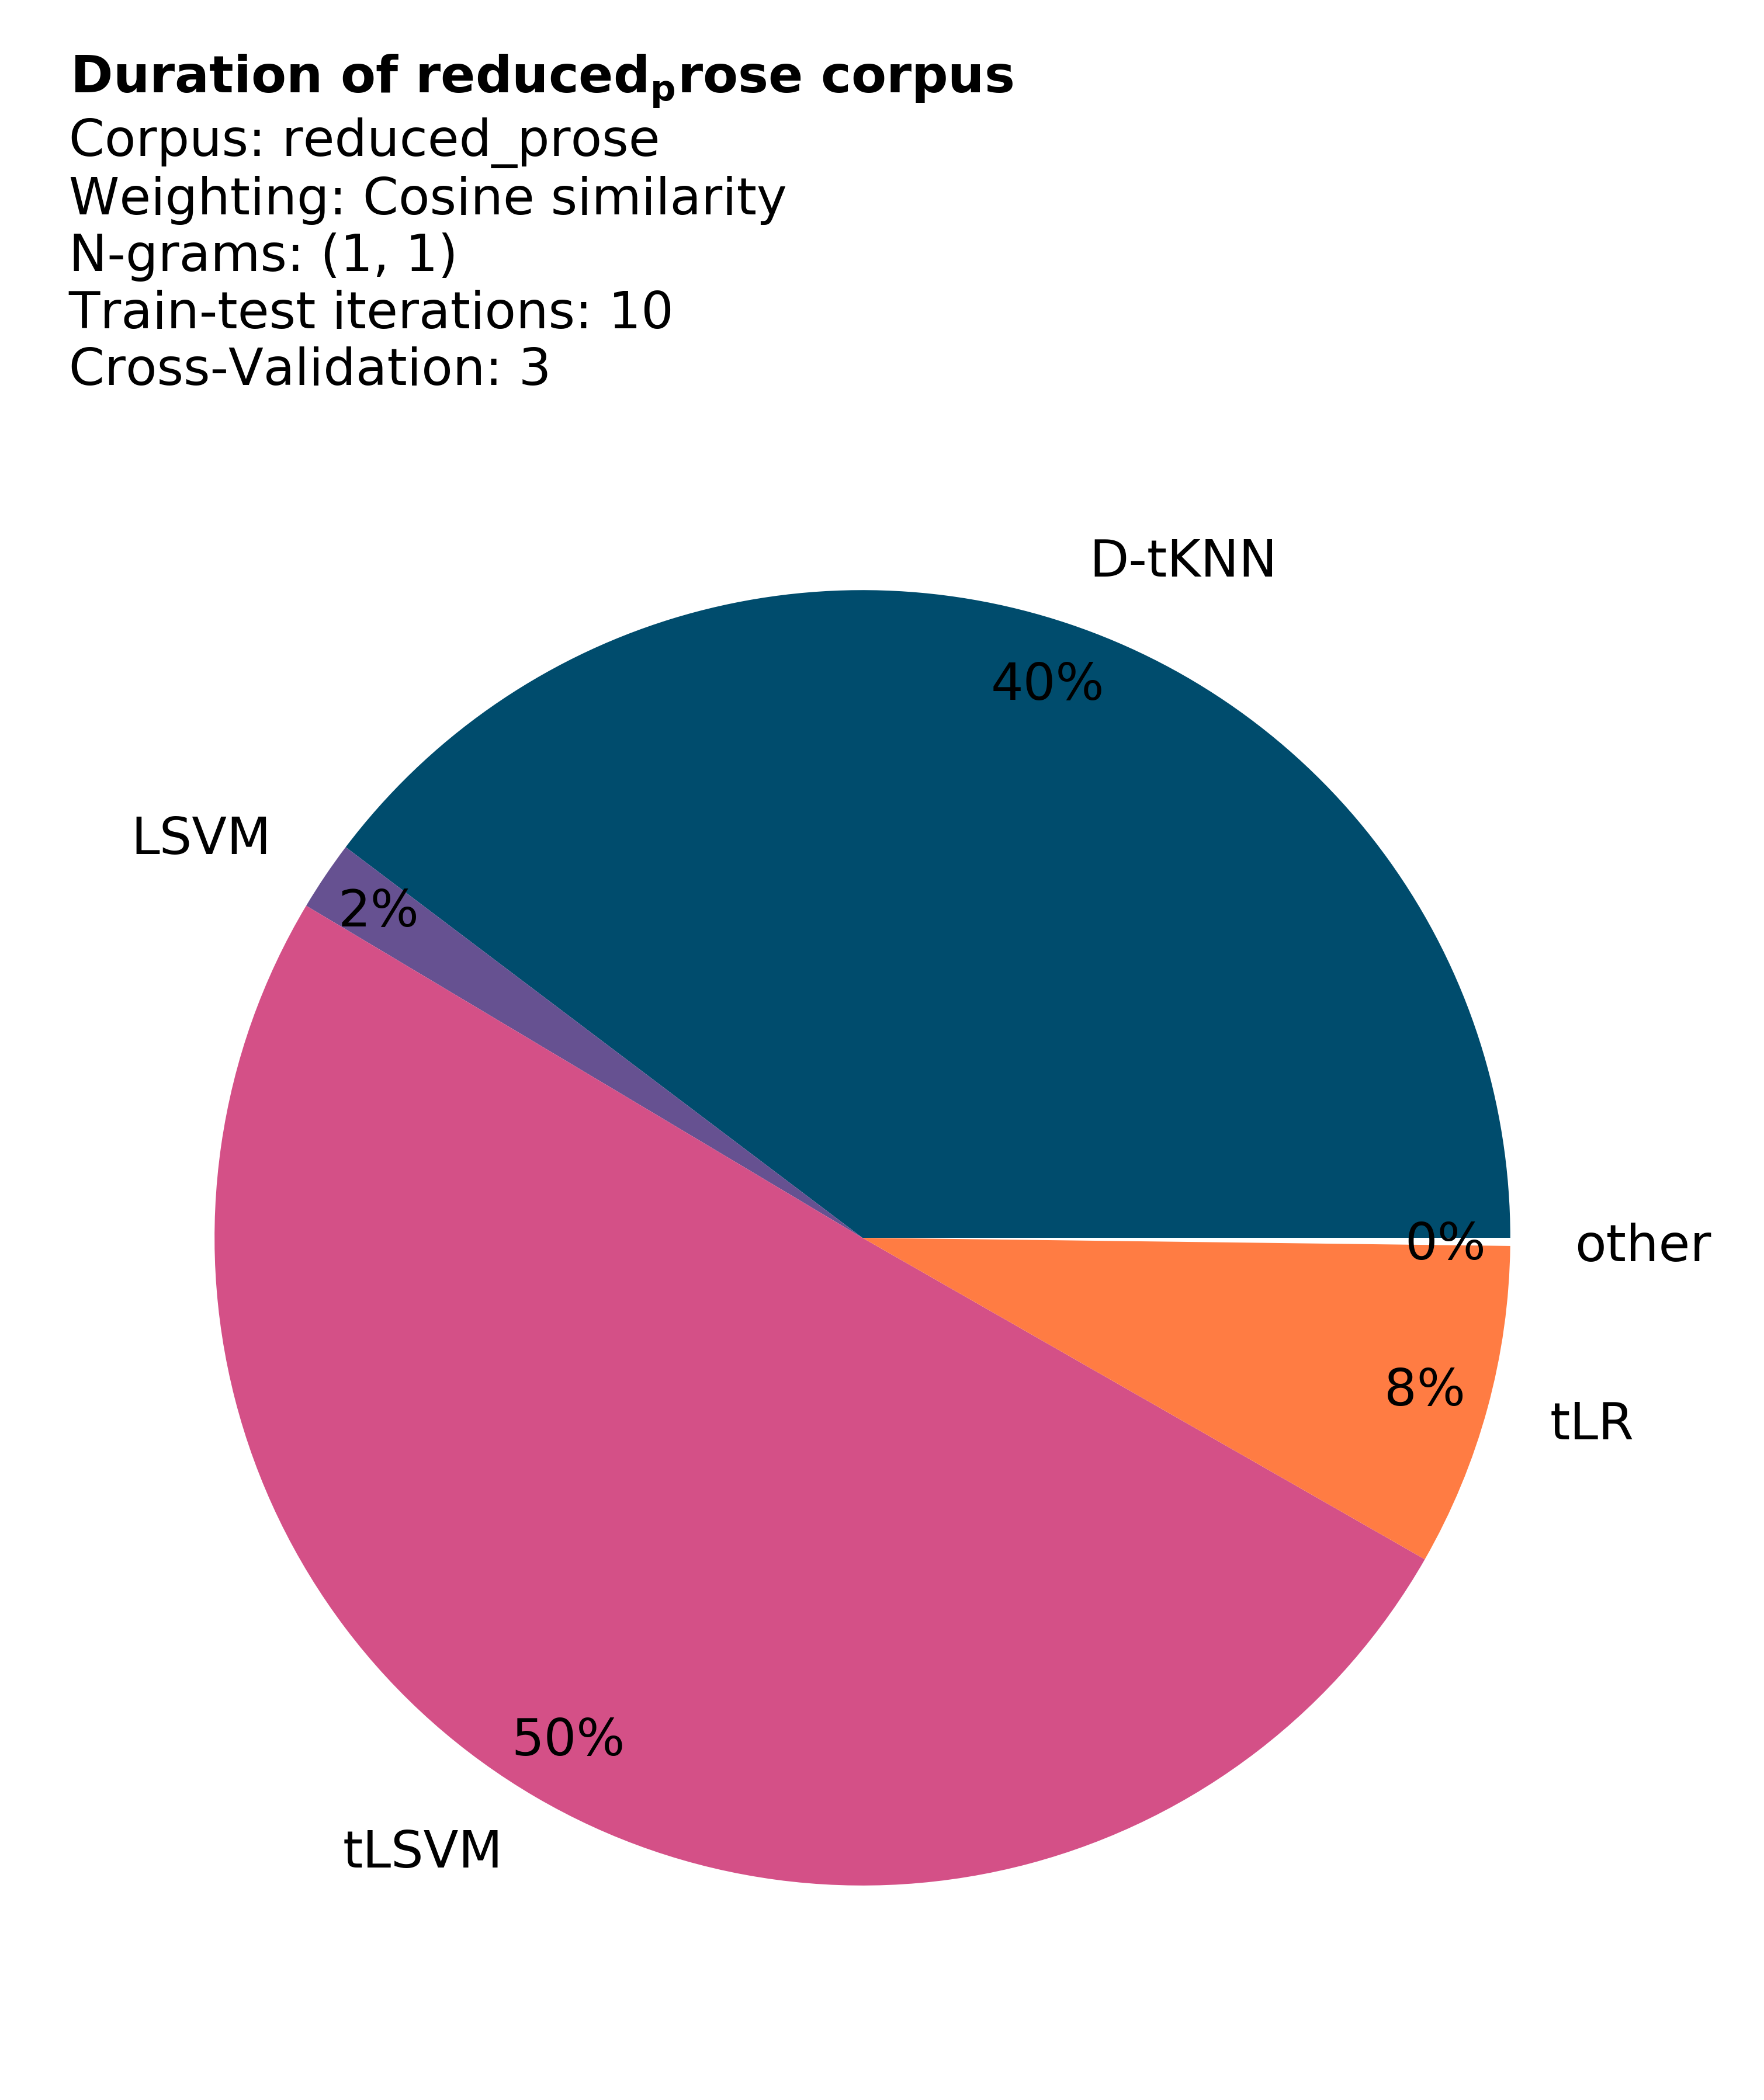 Duration of reducedₚrose corpus
Corpus: reduced_prose
Weighting: Cosine similarity
N-grams: (1, 1)
Train-test iterations: 10
Cross-Validation: 3
D-tKNN
40%
LSVM
2%
0%
other
8%
tLR
50%
tLSVM